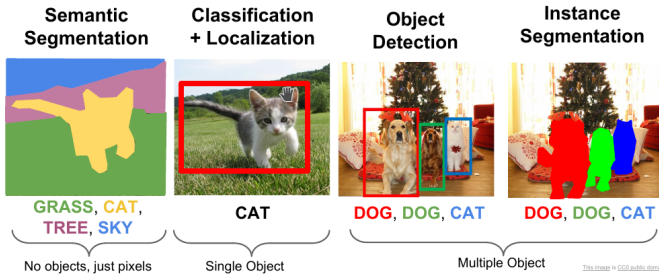 Semantic
Segmentation
Classification
+ Localization
Object
Detection
Instance
Segmentation
GRASS, CAT,
TREE, SKY
CAT
DOG, DOG, CAT
DOG, DOG, CAT
No objects, just pixels
Single Object
Multiple Object
This image is CC0 public doma